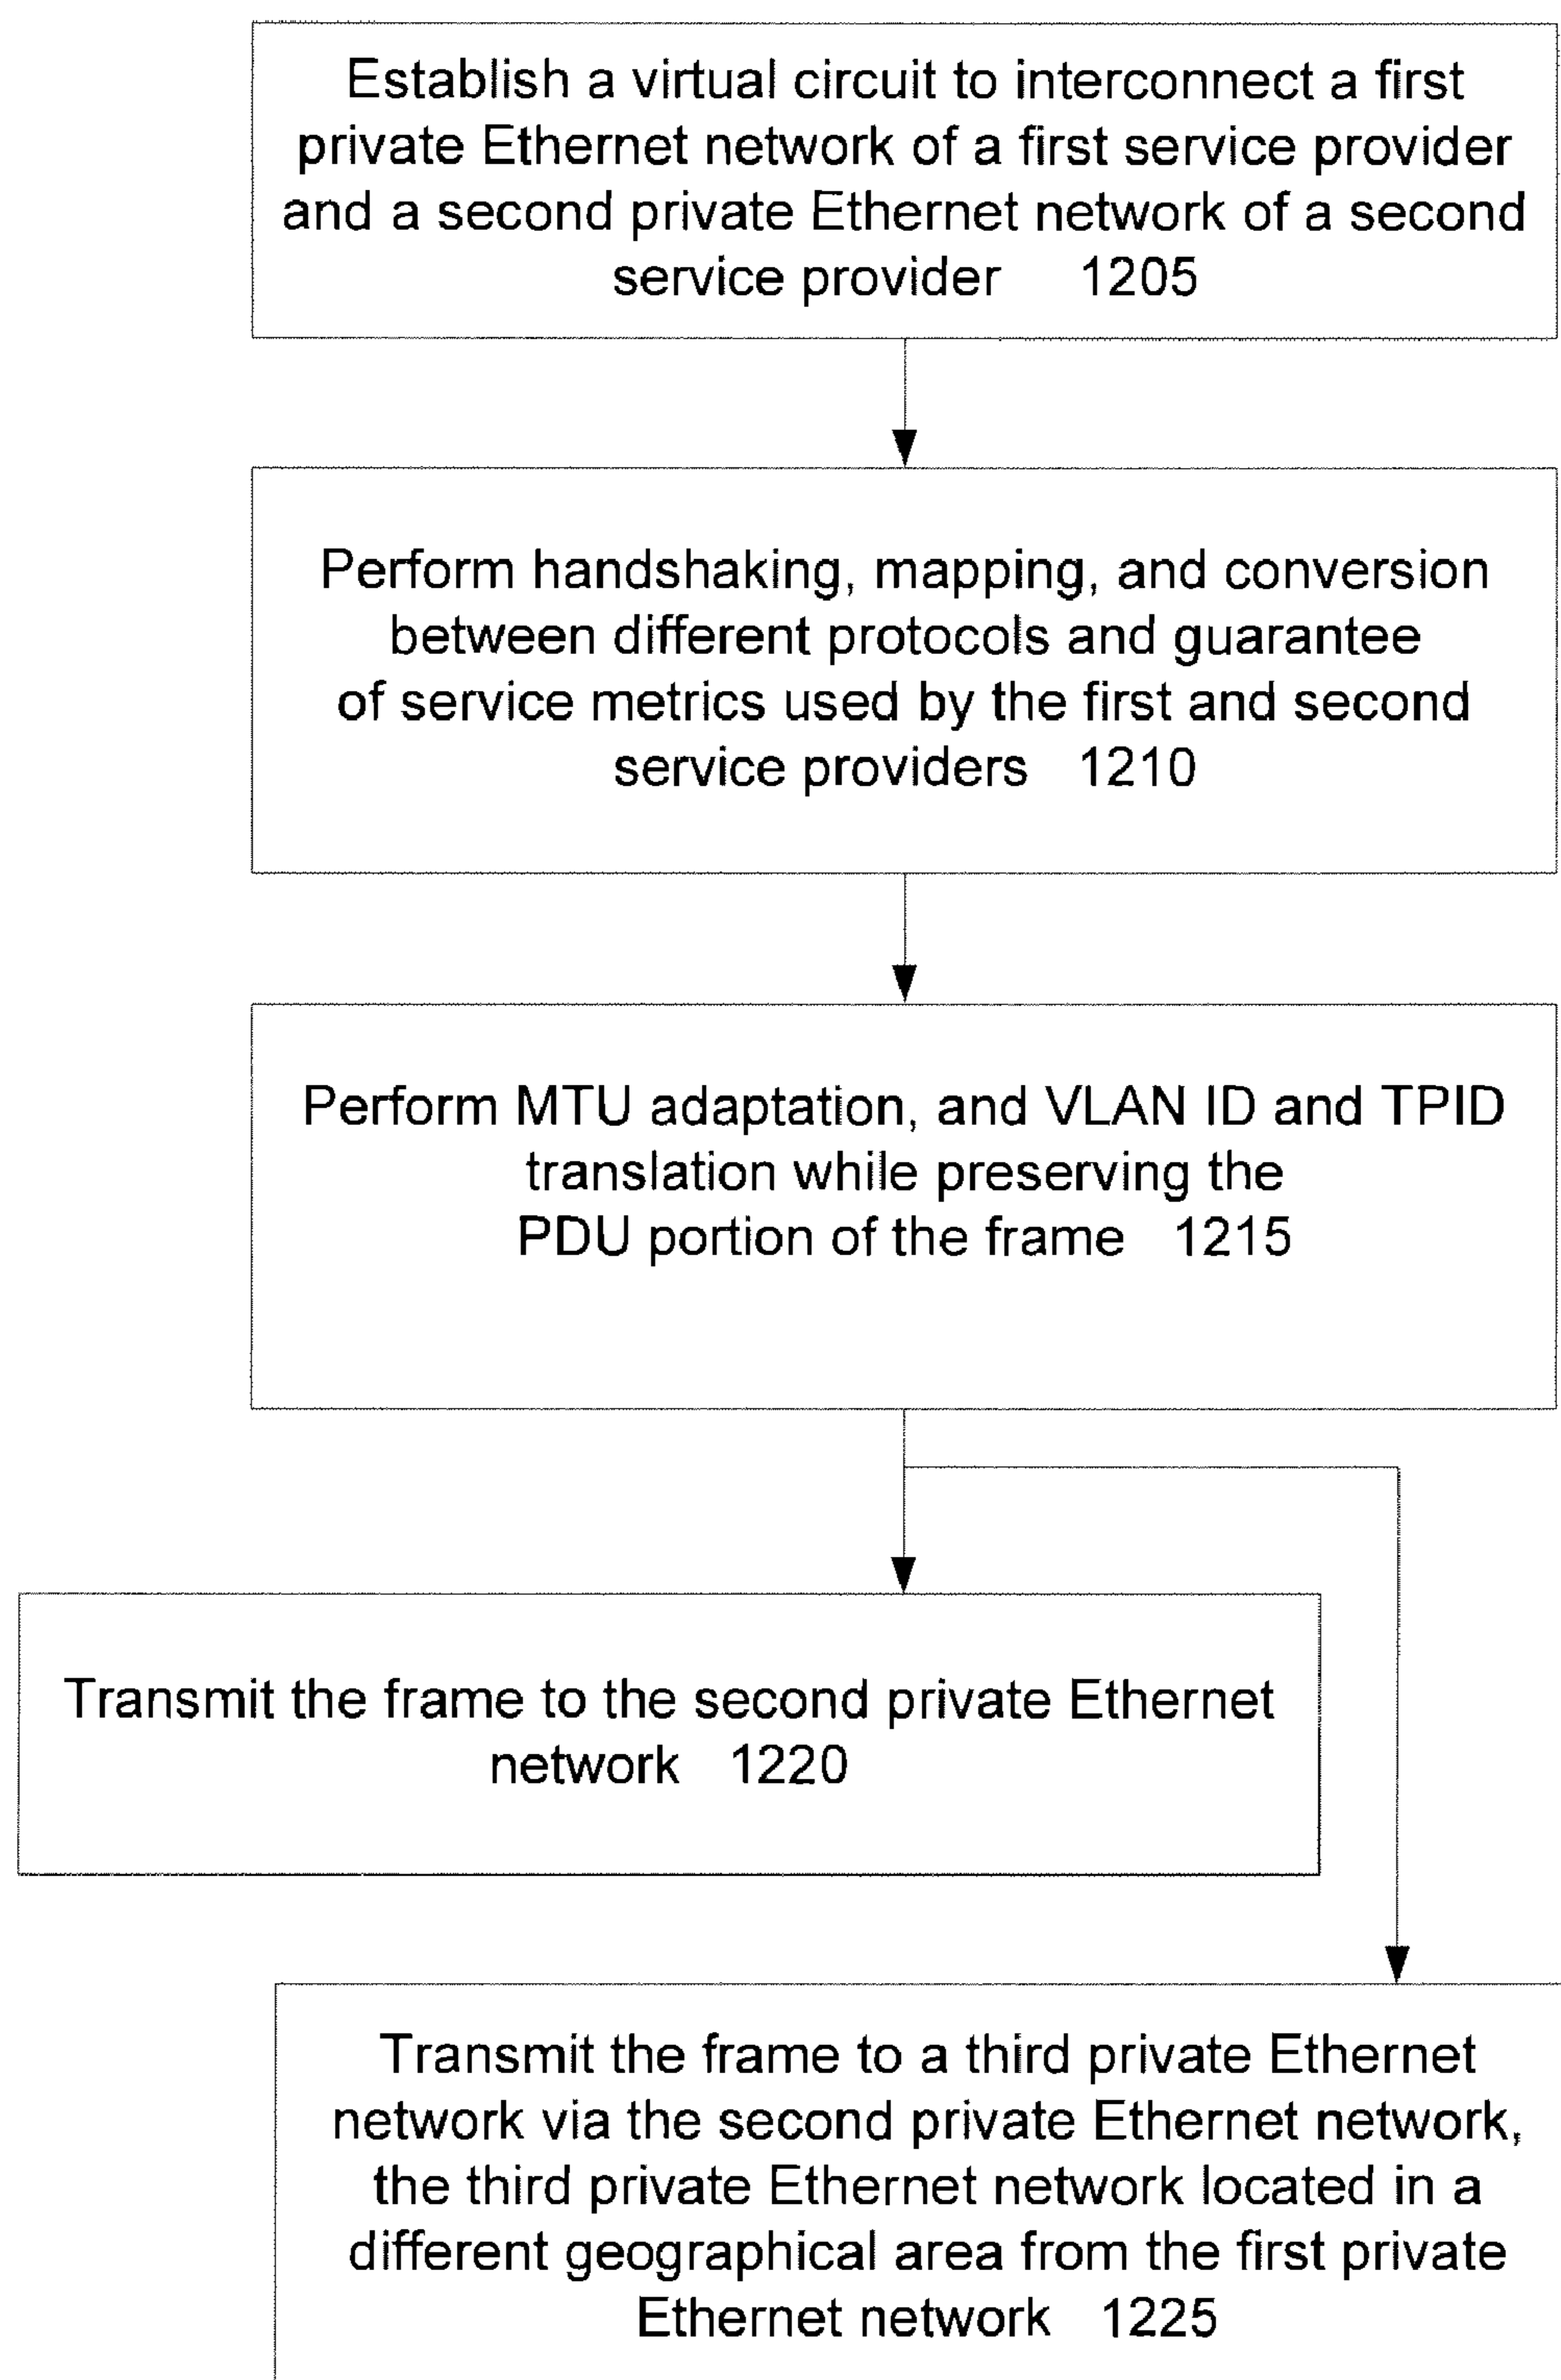 Establish a virtual circuit to interconnect a first
private Ethernet network of a first service provider
and a second private Ethernet network of a second
service provider 1205
Perform handshaking, mapping, and conversion
between different protocols and guarantee
of service metrics used by the first and second
service providers 1210
Perform MTU adaptation, and VLAN ID and TPID
translation while preserving the
PDU portion of the frame 1215
Transmit the frame to the second private Ethernet
network 1220
Transmit the frame to a third private Ethernet
network via the second private Ethernet network,
the third private Ethernet network located in a
different geographical area from the first private
Ethernet network 1225